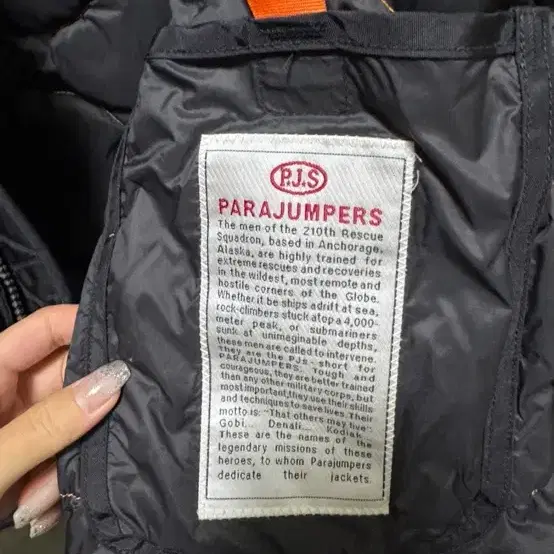 P.J.S
PARAJUMPERS
The men of the 210th Rescue
Squadron, based in Anchorage,
Alaska, are highly trained for
extreme rescues and recoveries
in the wildest, most remote and
hostile corners of the Globe.
Whether it be ships adrift at sea,
rock-climbers stuck atop a 4,000-
meter peak, or submariners
sunk at unimaginable depths,
these men are called to intervene.
They are the PJs - short for
PARAJUMPERS. Tough and
courageous, they are better trained
than any other military corps, but
most important, they use their skills
and techniques to save lives. Their
motto is: "That others may live".
Gobi... Denali... Kodiak...
These are the names of the
legendary missions of these
heroes, to whom Parajumpers
dedicate their jackets.